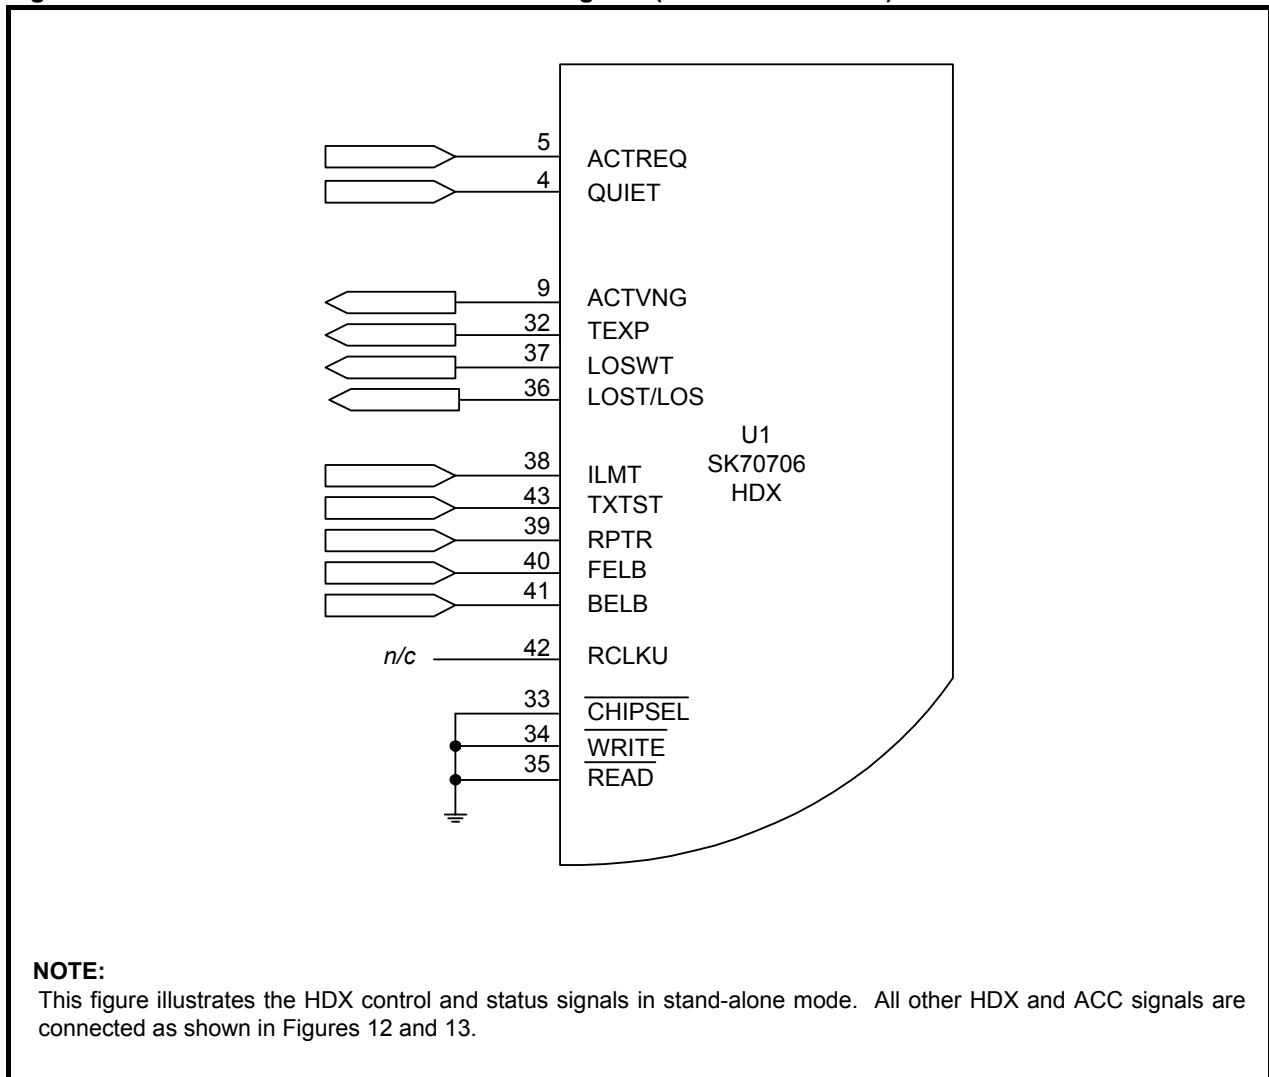 5 ACTREQ
4 QUIET
9 ACTVNG
32 TEXP
37 LOSWT
36 LOST/LOS
U1
SK70706
HDX
38 ILMT
43 TXTST
39 RPTR
40 FELB
41 BELB
n/c 42 RCLKU
33 CHIPSEL
34 WRITE
35 READ
NOTE:
This figure illustrates the HDX control and status signals in stand-alone mode. All other HDX and ACC signals are
connected as shown in Figures 12 and 13.